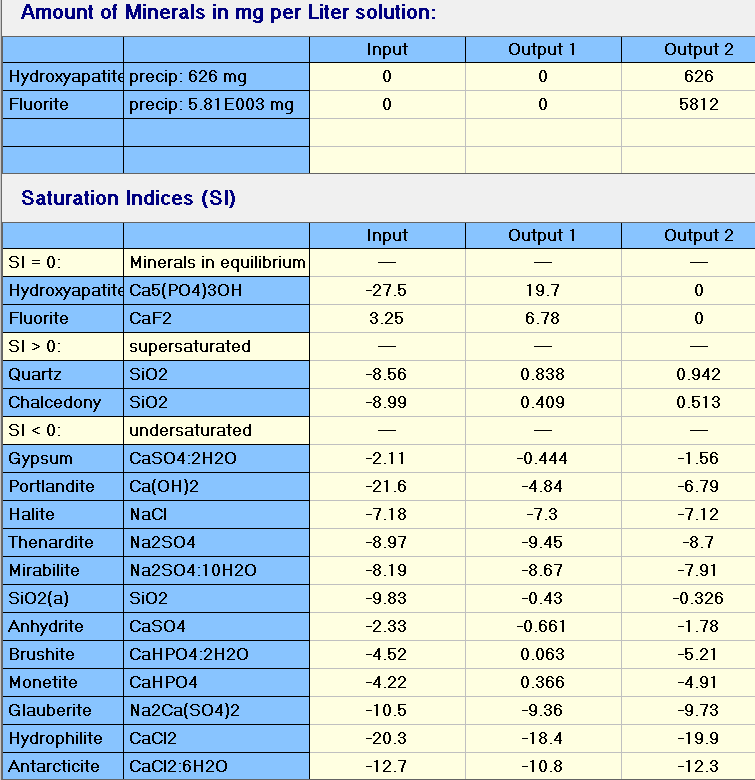 Amount of Minerals in mg per Liter solution:
Input Output 1 Output 2
Hydroxyapatite precip: 626 mg 0 0 626
Fluorite precip: 5.81E003 mg 0 0 5812
Saturation Indices (SI)
Input Output 1 Output 2
SI = 0: Minerals in equilibrium — — —
Hydroxyapatite Ca5(PO4)3OH -27.5 19.7 0
Fluorite CaF2 3.25 6.78 0
SI > 0: supersaturated — — —
Quartz SiO2 -8.56 0.838 0.942
Chalcedony SiO2 -8.99 0.409 0.513
SI < 0: undersaturated — — —
Gypsum CaSO4:2H2O -2.11 -0.444 -1.56
Portlandite Ca(OH)2 -21.6 -4.84 -6.79
Halite NaCl -7.18 -7.3 -7.12
Thenardite Na2SO4 -8.97 -9.45 -8.7
Mirabilite Na2SO4:10H2O -8.19 -8.67 -7.91
SiO2(a) SiO2 -9.83 -0.43 -0.326
Anhydrite CaSO4 -2.33 -0.661 -1.78
Brushite CaHPO4:2H2O -4.52 0.063 -5.21
Monetite CaHPO4 -4.22 0.366 -4.91
Glauberite Na2Ca(SO4)2 -10.5 -9.36 -9.73
Hydrophilite CaCl2 -20.3 -18.4 -19.9
Antarcticite CaCl2:6H2O -12.7 -10.8 -12.3